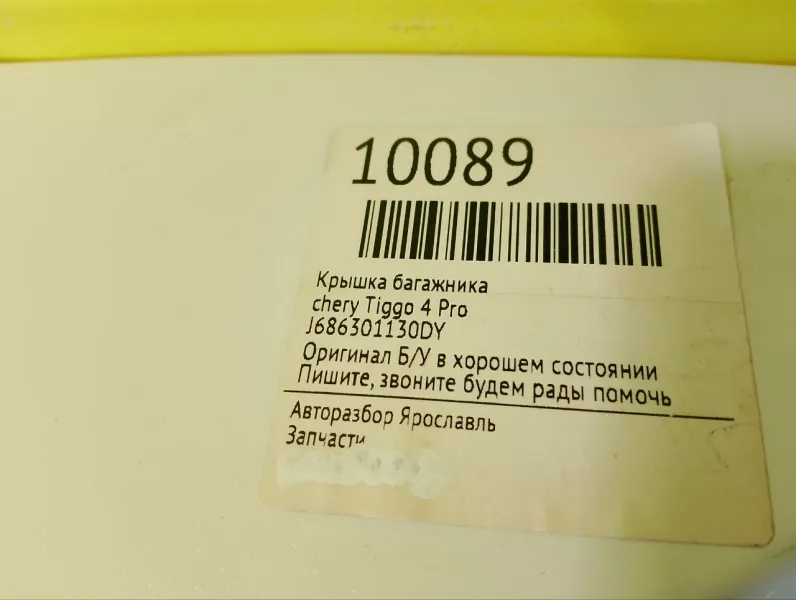 10089
Крышка багажника
chery Tiggo 4 Pro
J686301130DY
Оригинал Б/У в хорошем состоянии
Пишите, звоните будем рады помочь
Авторазбор Ярославль
Запчасти